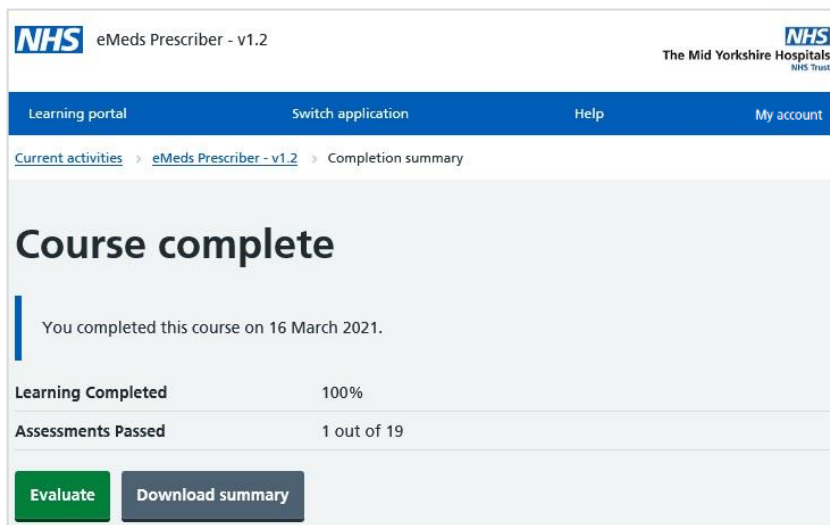 NHS eMeds Prescriber - v1.2
NHS
The Mid Yorkshire Hospitals
NHS Trust
Learning portal Switch application Help My account
Current activities > eMeds Prescriber - v1.2 > Completion summary
Course complete
You completed this course on 16 March 2021.
Learning Completed 100%
Assessments Passed 1 out of 19
Evaluate Download summary